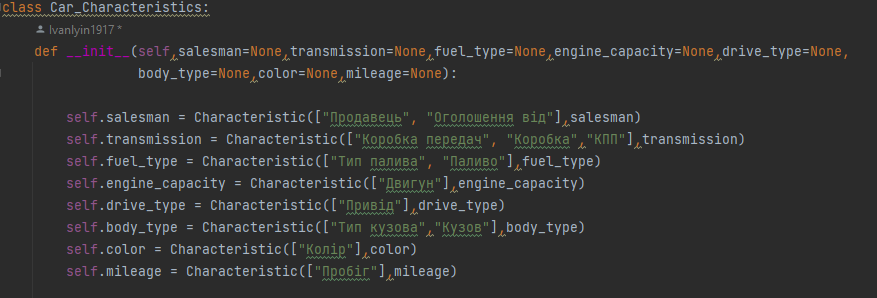 class Car_Characteristics:
IvanIyin1917 *
def __init__(self,salesman=None,transmission=None,fuel_type=None,engine_capacity=None,drive_type=None,
body_type=None,color=None,mileage=None):
self.salesman = Characteristic(["Продавець", "Оголошення від"],salesman)
self.transmission = Characteristic(["Коробка передач", "Коробка","КПП"],transmission)
self.fuel_type = Characteristic(["Тип палива", "Паливо"],fuel_type)
self.engine_capacity = Characteristic(["Двигун"],engine_capacity)
self.drive_type = Characteristic(["Привід"],drive_type)
self.body_type = Characteristic(["Тип кузова","Кузов"],body_type)
self.color = Characteristic(["Колір"],color)
self.mileage = Characteristic(["Пробіг"],mileage)